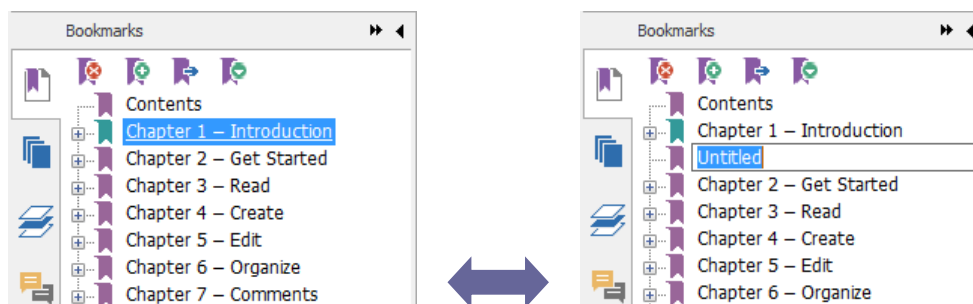 Bookmarks
Contents
Chapter 1 – Introduction
Chapter 2 – Get Started
Chapter 3 – Read
Chapter 4 – Create
Chapter 5 – Edit
Chapter 6 – Organize
Chapter 7 – Comments
Bookmarks
Contents
Chapter 1 – Introduction
Untitled
Chapter 2 – Get Started
Chapter 3 – Read
Chapter 4 – Create
Chapter 5 – Edit
Chapter 6 – Organize